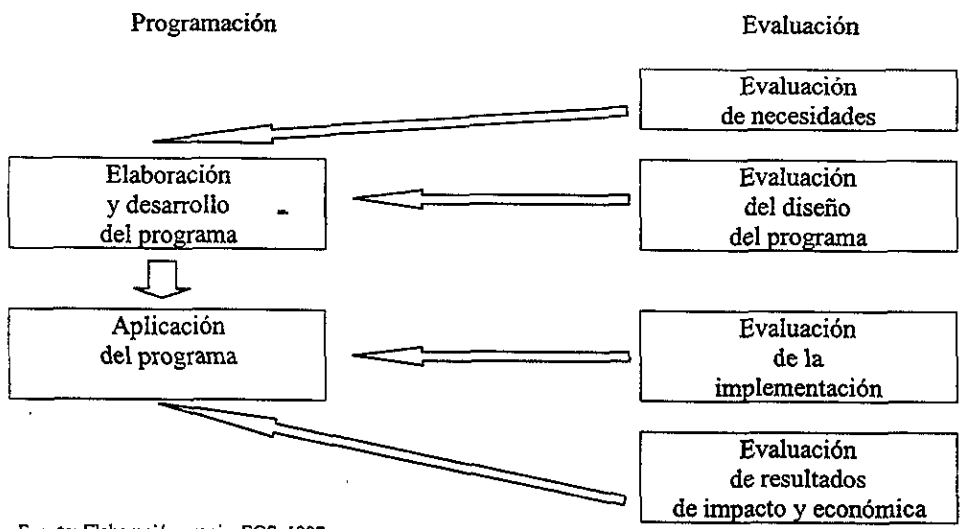 Programación
Evaluación
Evaluación
de necesidades
Elaboración
y desarrollo
del programa
Evaluación
del diseño
del programa
Aplicación
del programa
Evaluación
de la
implementación
Evaluación
de resultados
de impacto y económica